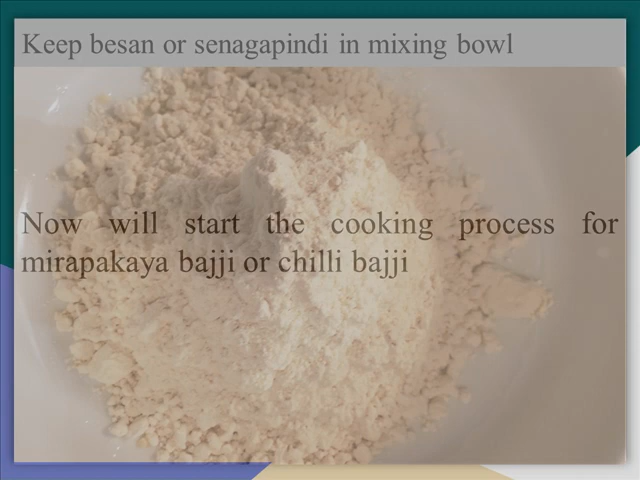 Keep besan or senagapindi in mixing bowl
Now will start the cooking process for
mirapakaya bajji or chilli bajji